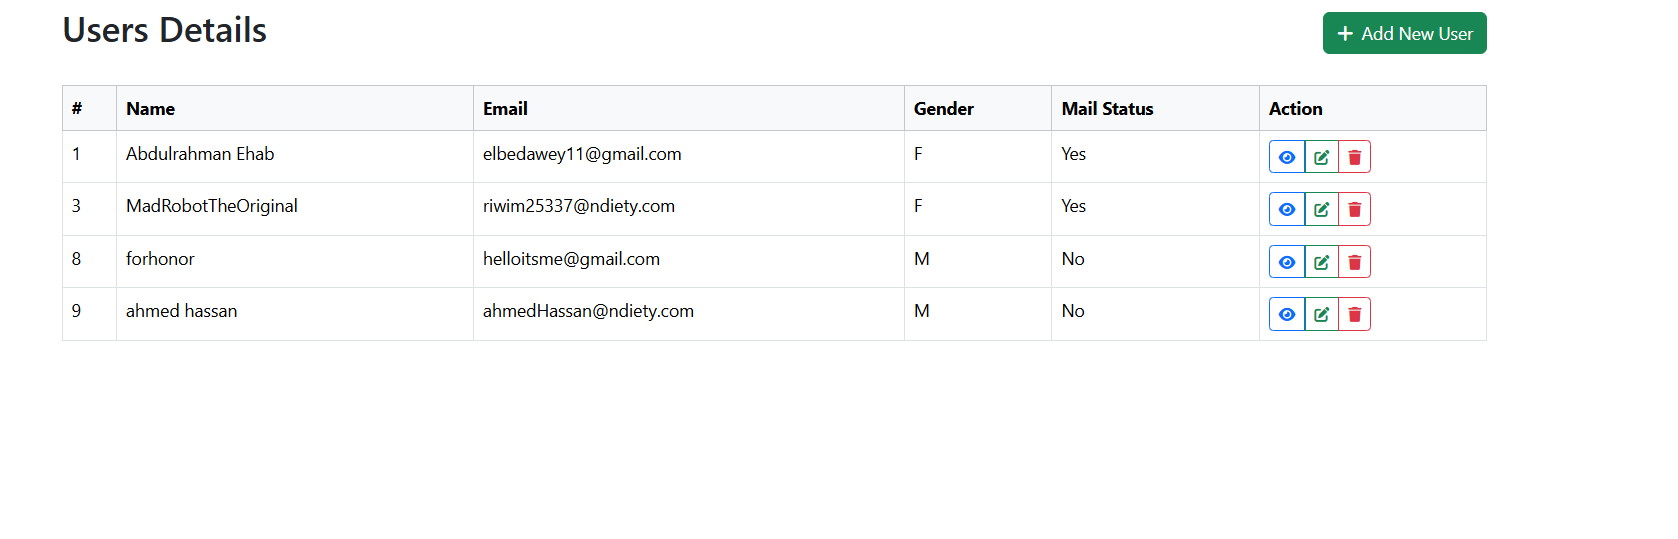 Users Details
Add New User
# Name Email Gender Mail Status Action
1 Abdulrahman Ehab elbedawey11@gmail.com F Yes
3 MadRobotTheOriginal riwim25337@ndiety.com F Yes
8 forhonor helloitsme@gmail.com M No
9 ahmed hassan ahmedHassan@ndiety.com M No